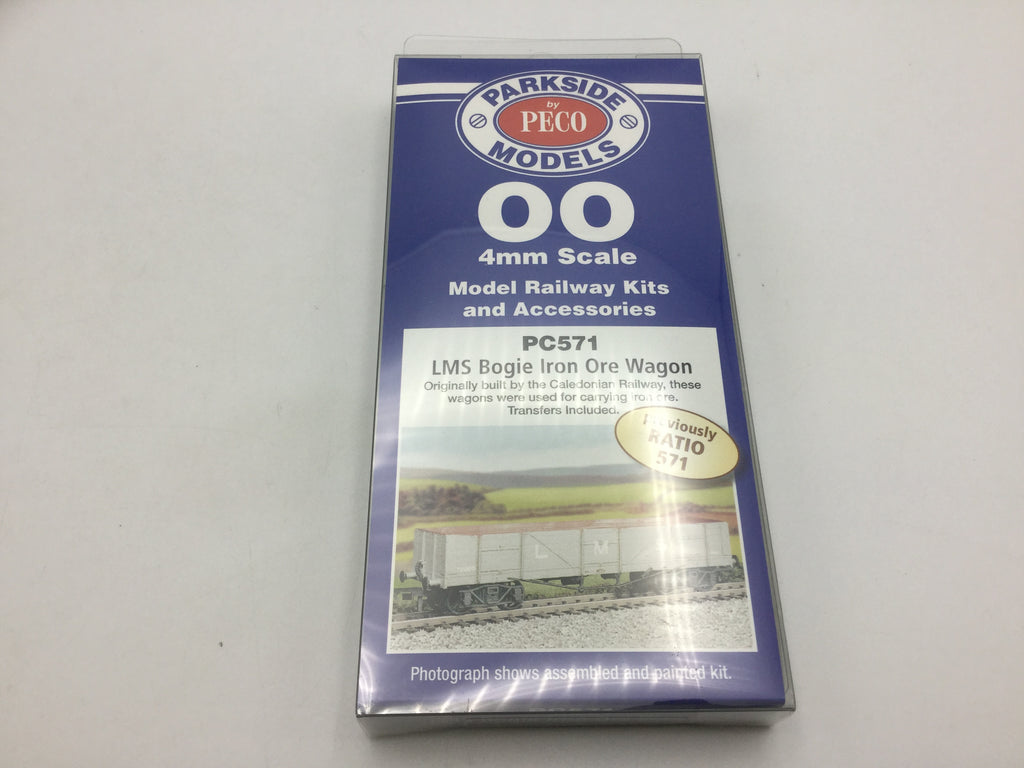 PARKSIDE
by
PECO
MODELS
OO
4mm Scale
Model Railway Kits
and Accessories
PC571
LMS Bogie Iron Ore Wagon
Originally built by the Caledonian Railway, these
wagons were used for carrying iron ore.
Transfers Included.
Previously
RATIO
571
L M
Photograph shows assembled and painted kit.